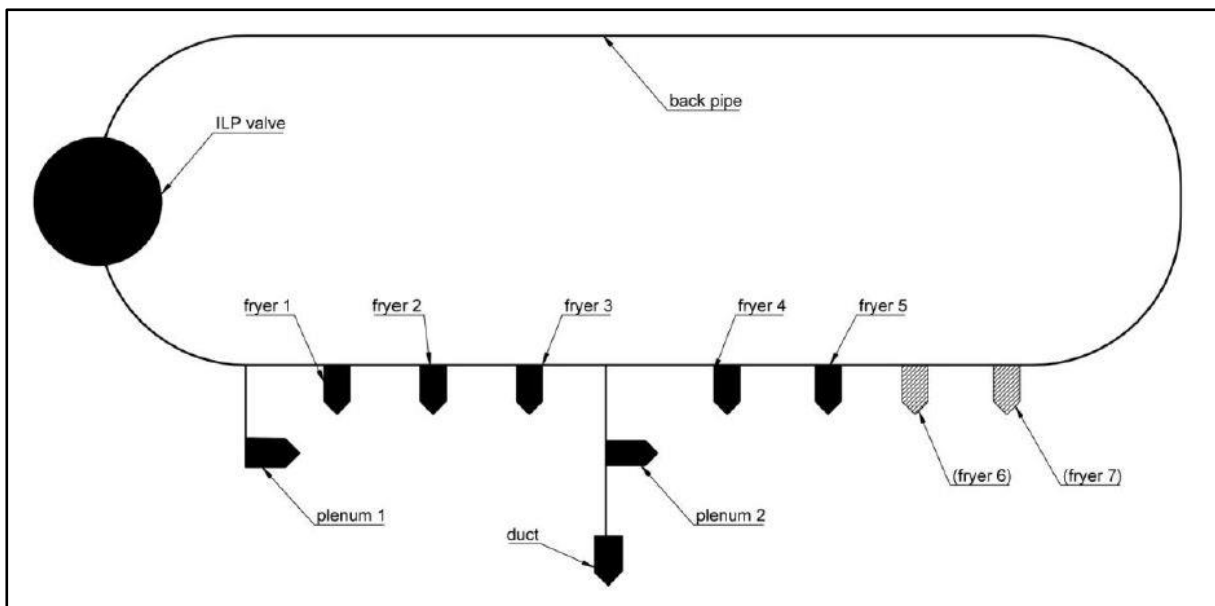 back pipe
ILP valve
fryer 1
fryer 2
fryer 3
fryer 4
fryer 5
(fryer 6)
(fryer 7)
plenum 1
plenum 2
duct